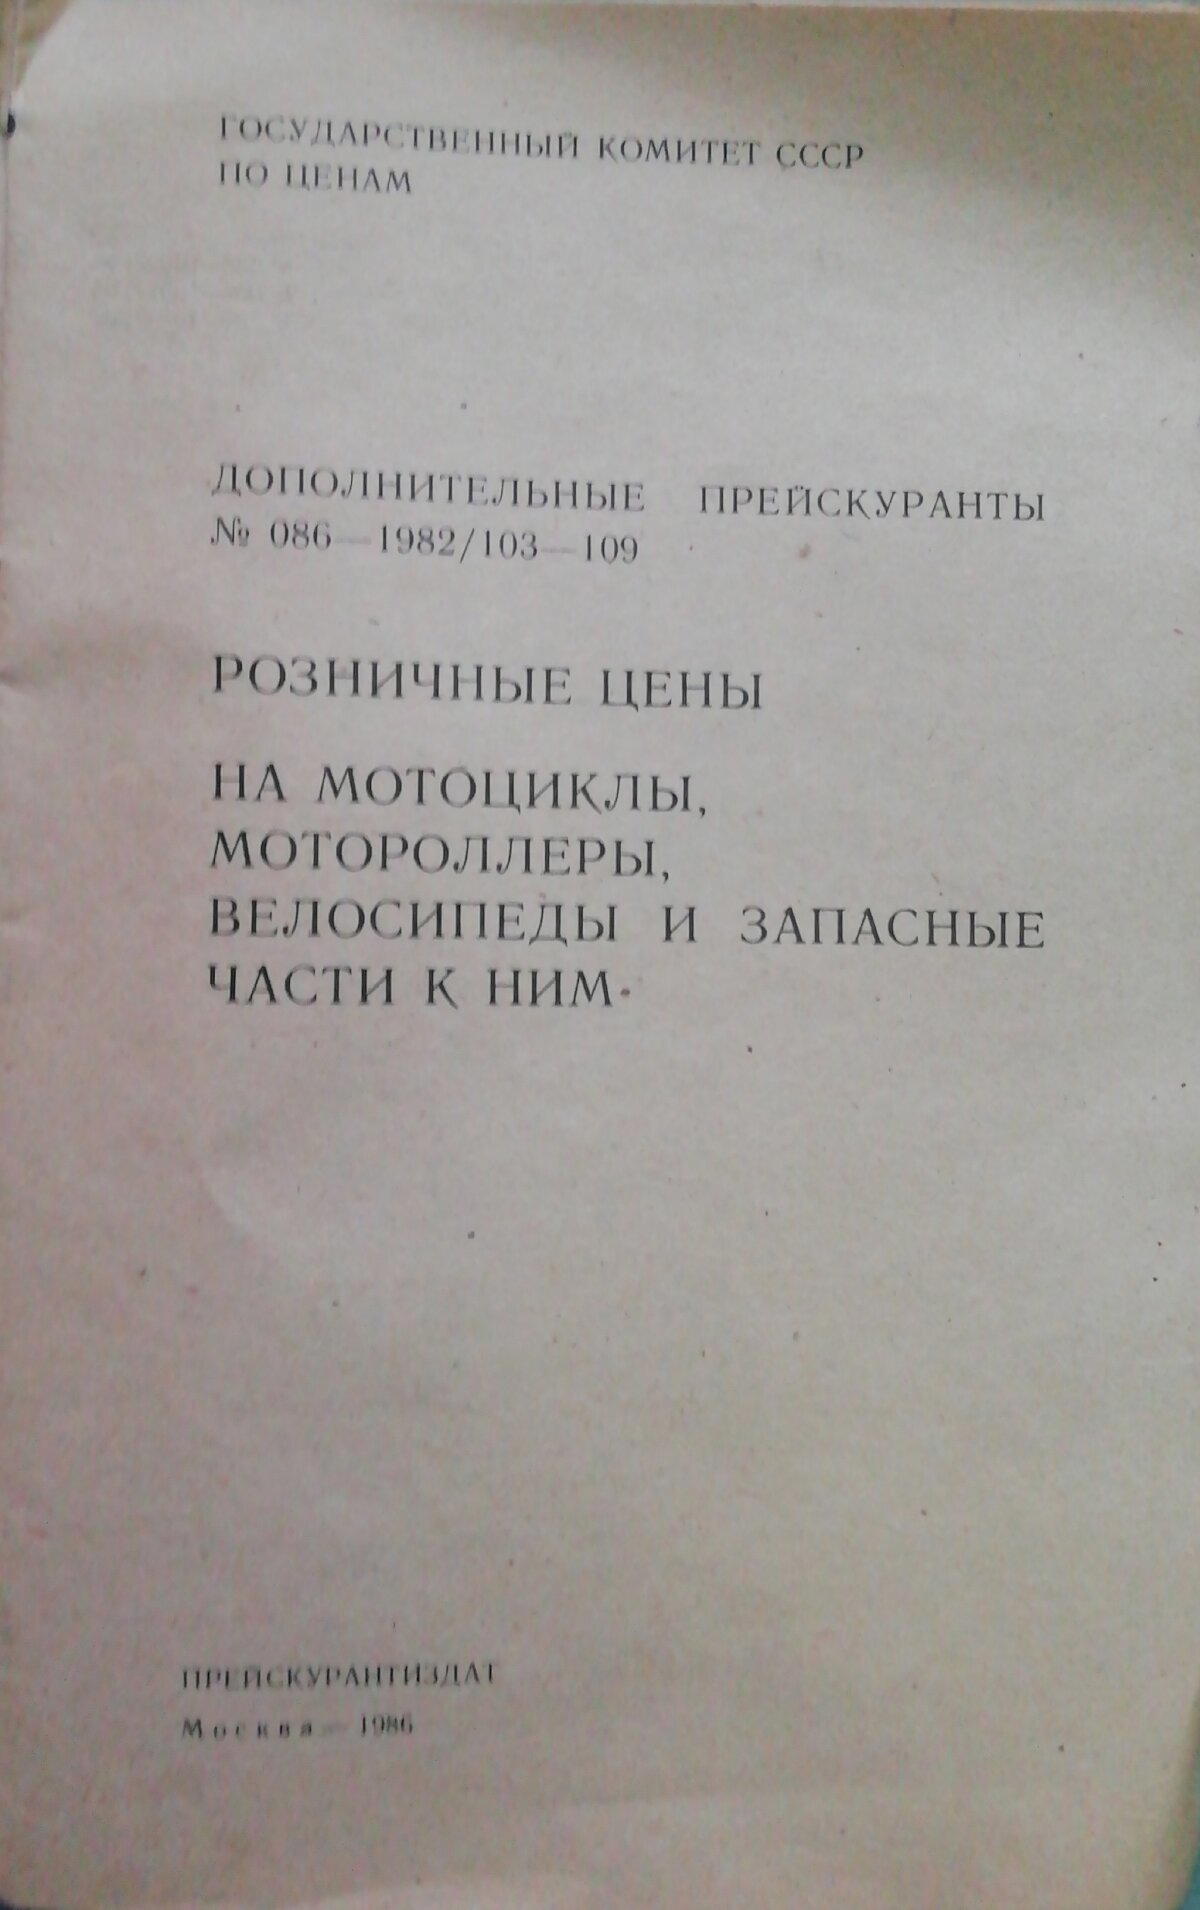 ГОСУДАРСТВЕННЫЙ КОМИТЕТ СССР
ПО ЦЕНАМ
ДОПОЛНИТЕЛЬНЫЕ ПРЕЙСКУРАНТЫ
№ 086—1982/103—109
РОЗНИЧНЫЕ ЦЕНЫ
НА МОТОЦИКЛЫ,
МОТОРОЛЛЕРЫ,
ВЕЛОСИПЕДЫ И ЗАПАСНЫЕ
ЧАСТИ К НИМ
ПРЕЙСКУРАНТИЗДАТ
Москва—1986